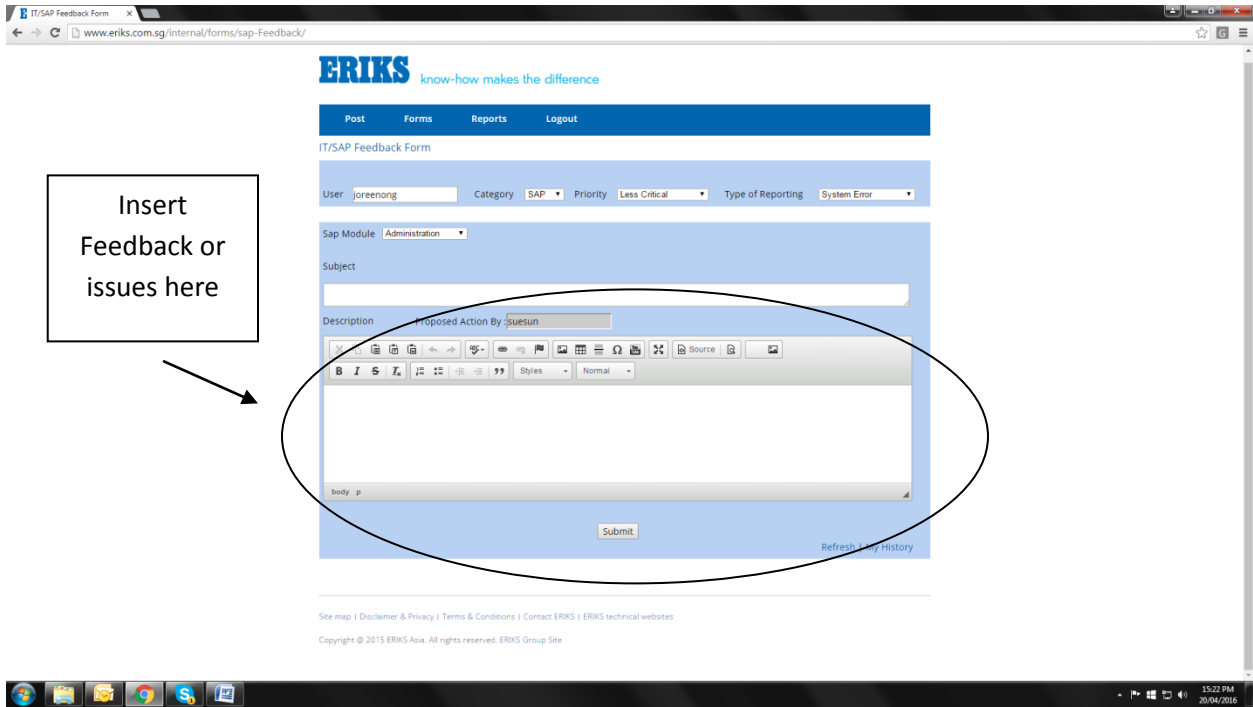 IT/SAP Feedback Form
www.eriks.com.sg/internal/forms/sap-Feedback/
ERIKS know-how makes the difference
Post Forms Reports Logout
IT/SAP Feedback Form
User joreenong Category SAP Priority Less Critical Type of Reporting System Error
Insert
Feedback or
issues here
Sap Module Administration
Subject
Description Proposed Action By :suesun
Source
B I S Ix Styles Normal
body p
Submit
Refresh | My History
Site map | Disclaimer & Privacy | Terms & Conditions | Contact ERIKS | ERIKS technical websites
Copyright @ 2015 ERIKS Asia. All rights reserved. ERIKS Group Site
15:22 PM
20/04/2016